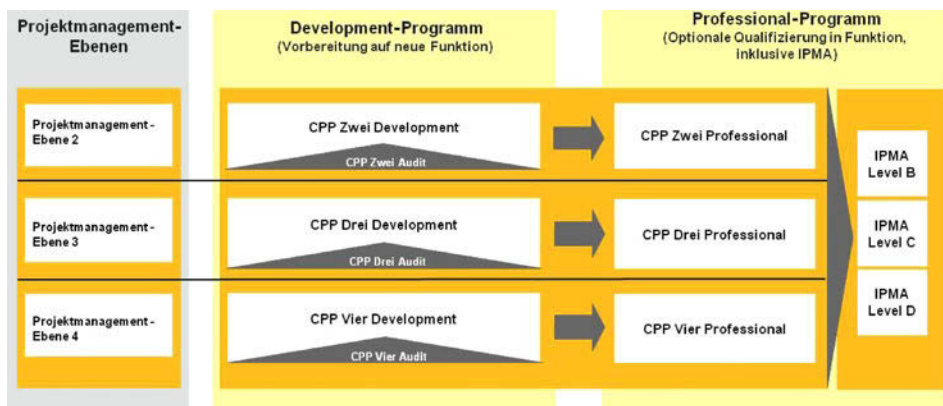 Projektmanagement-
Ebenen
Development-Programm
(Vorbereitung auf neue Funktion)
Professional-Programm
(Optionale Qualifizierung in Funktion,
inklusive IPMA)
Projektmanagement -
Ebene 2
CPP Zwei Development
CPP Zwei Audit
CPP Zwei Professional
Projektmanagement -
Ebene 3
CPP Drei Development
CPP Drei Audit
CPP Drei Professional
Projektmanagement -
Ebene 4
CPP Vier Development
CPP Vier Audit
CPP Vier Professional
IPMA
Level B
IPMA
Level C
IPMA
Level D